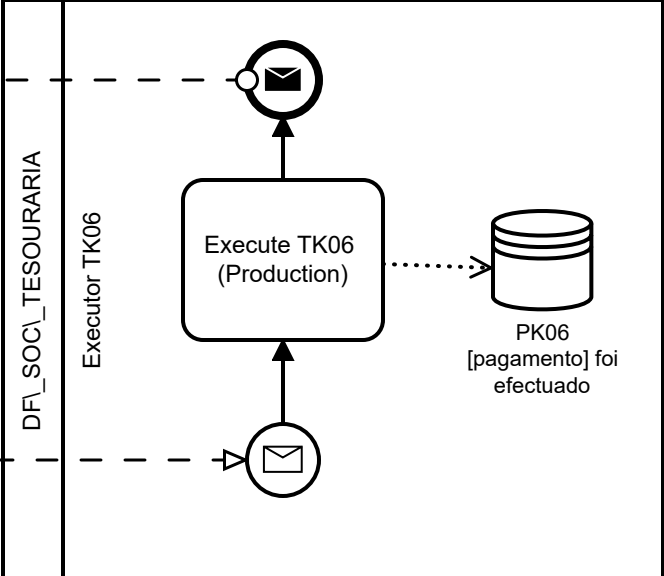 DF\_SOC\_TESOURARIA
Executor TK06
Execute TK06
(Production)
PK06
[pagamento] foi
efectuado